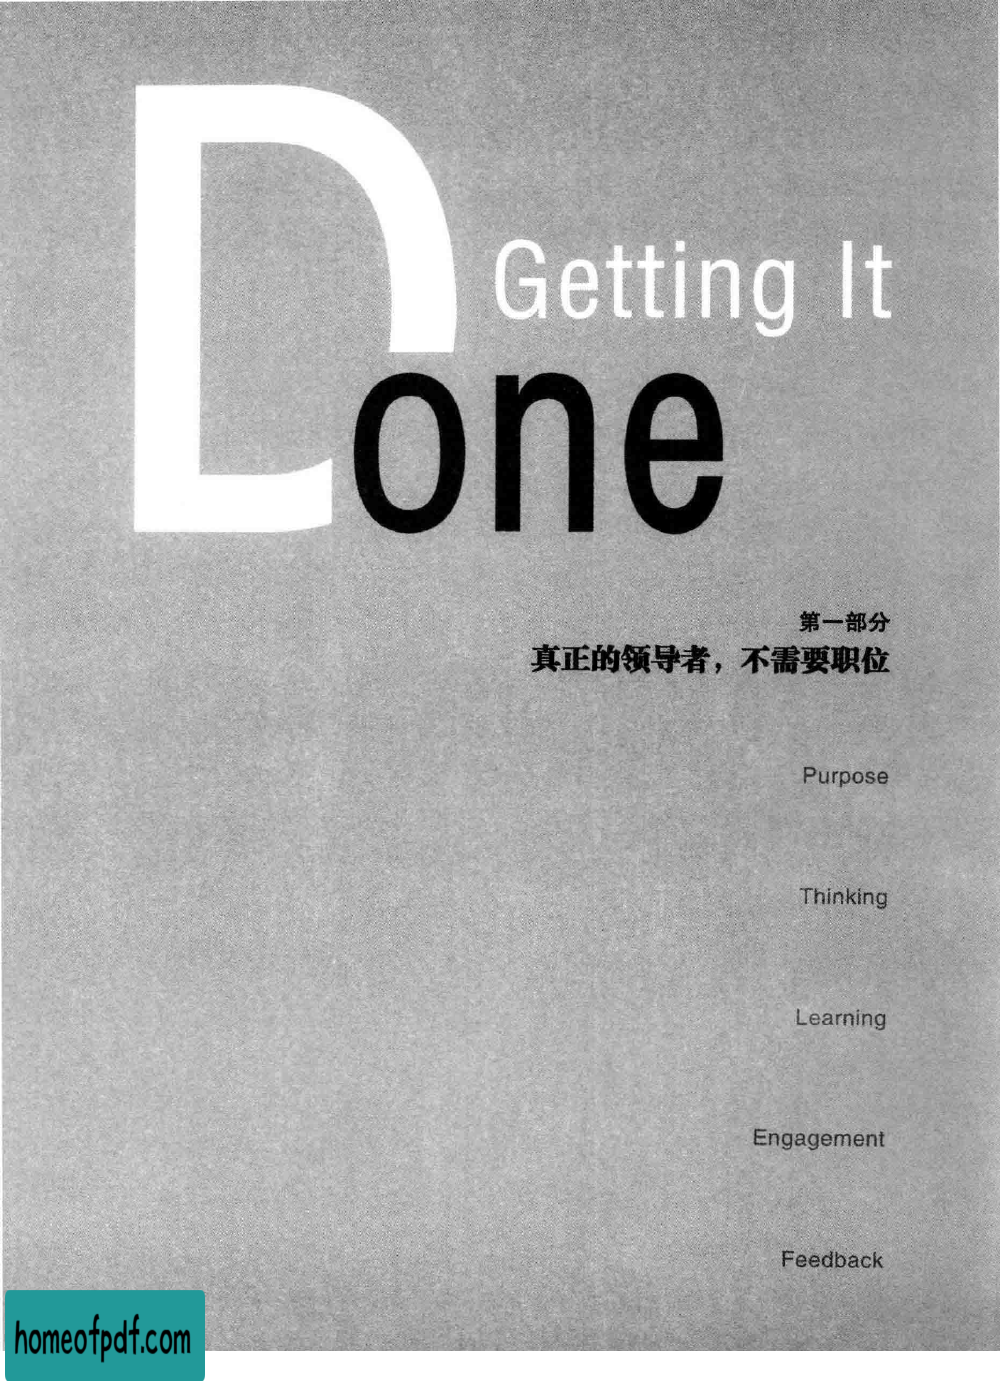 Getting It
Done
第一部分
真正的领导者，不需要职位
Purpose
Thinking
Learning
Engagement
Feedback
homeofpdf.com